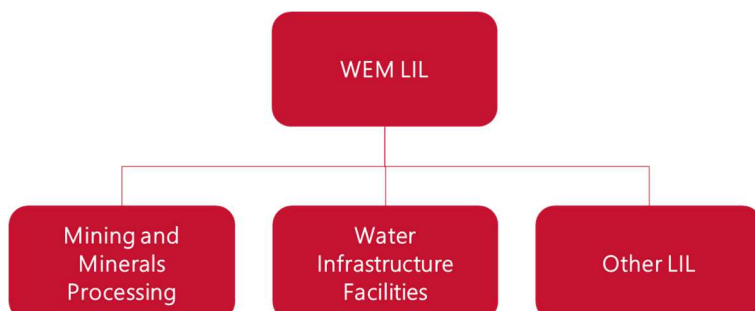 WEM LIL
Mining and
Minerals
Processing
Water
Infrastructure
Facilities
Other LIL